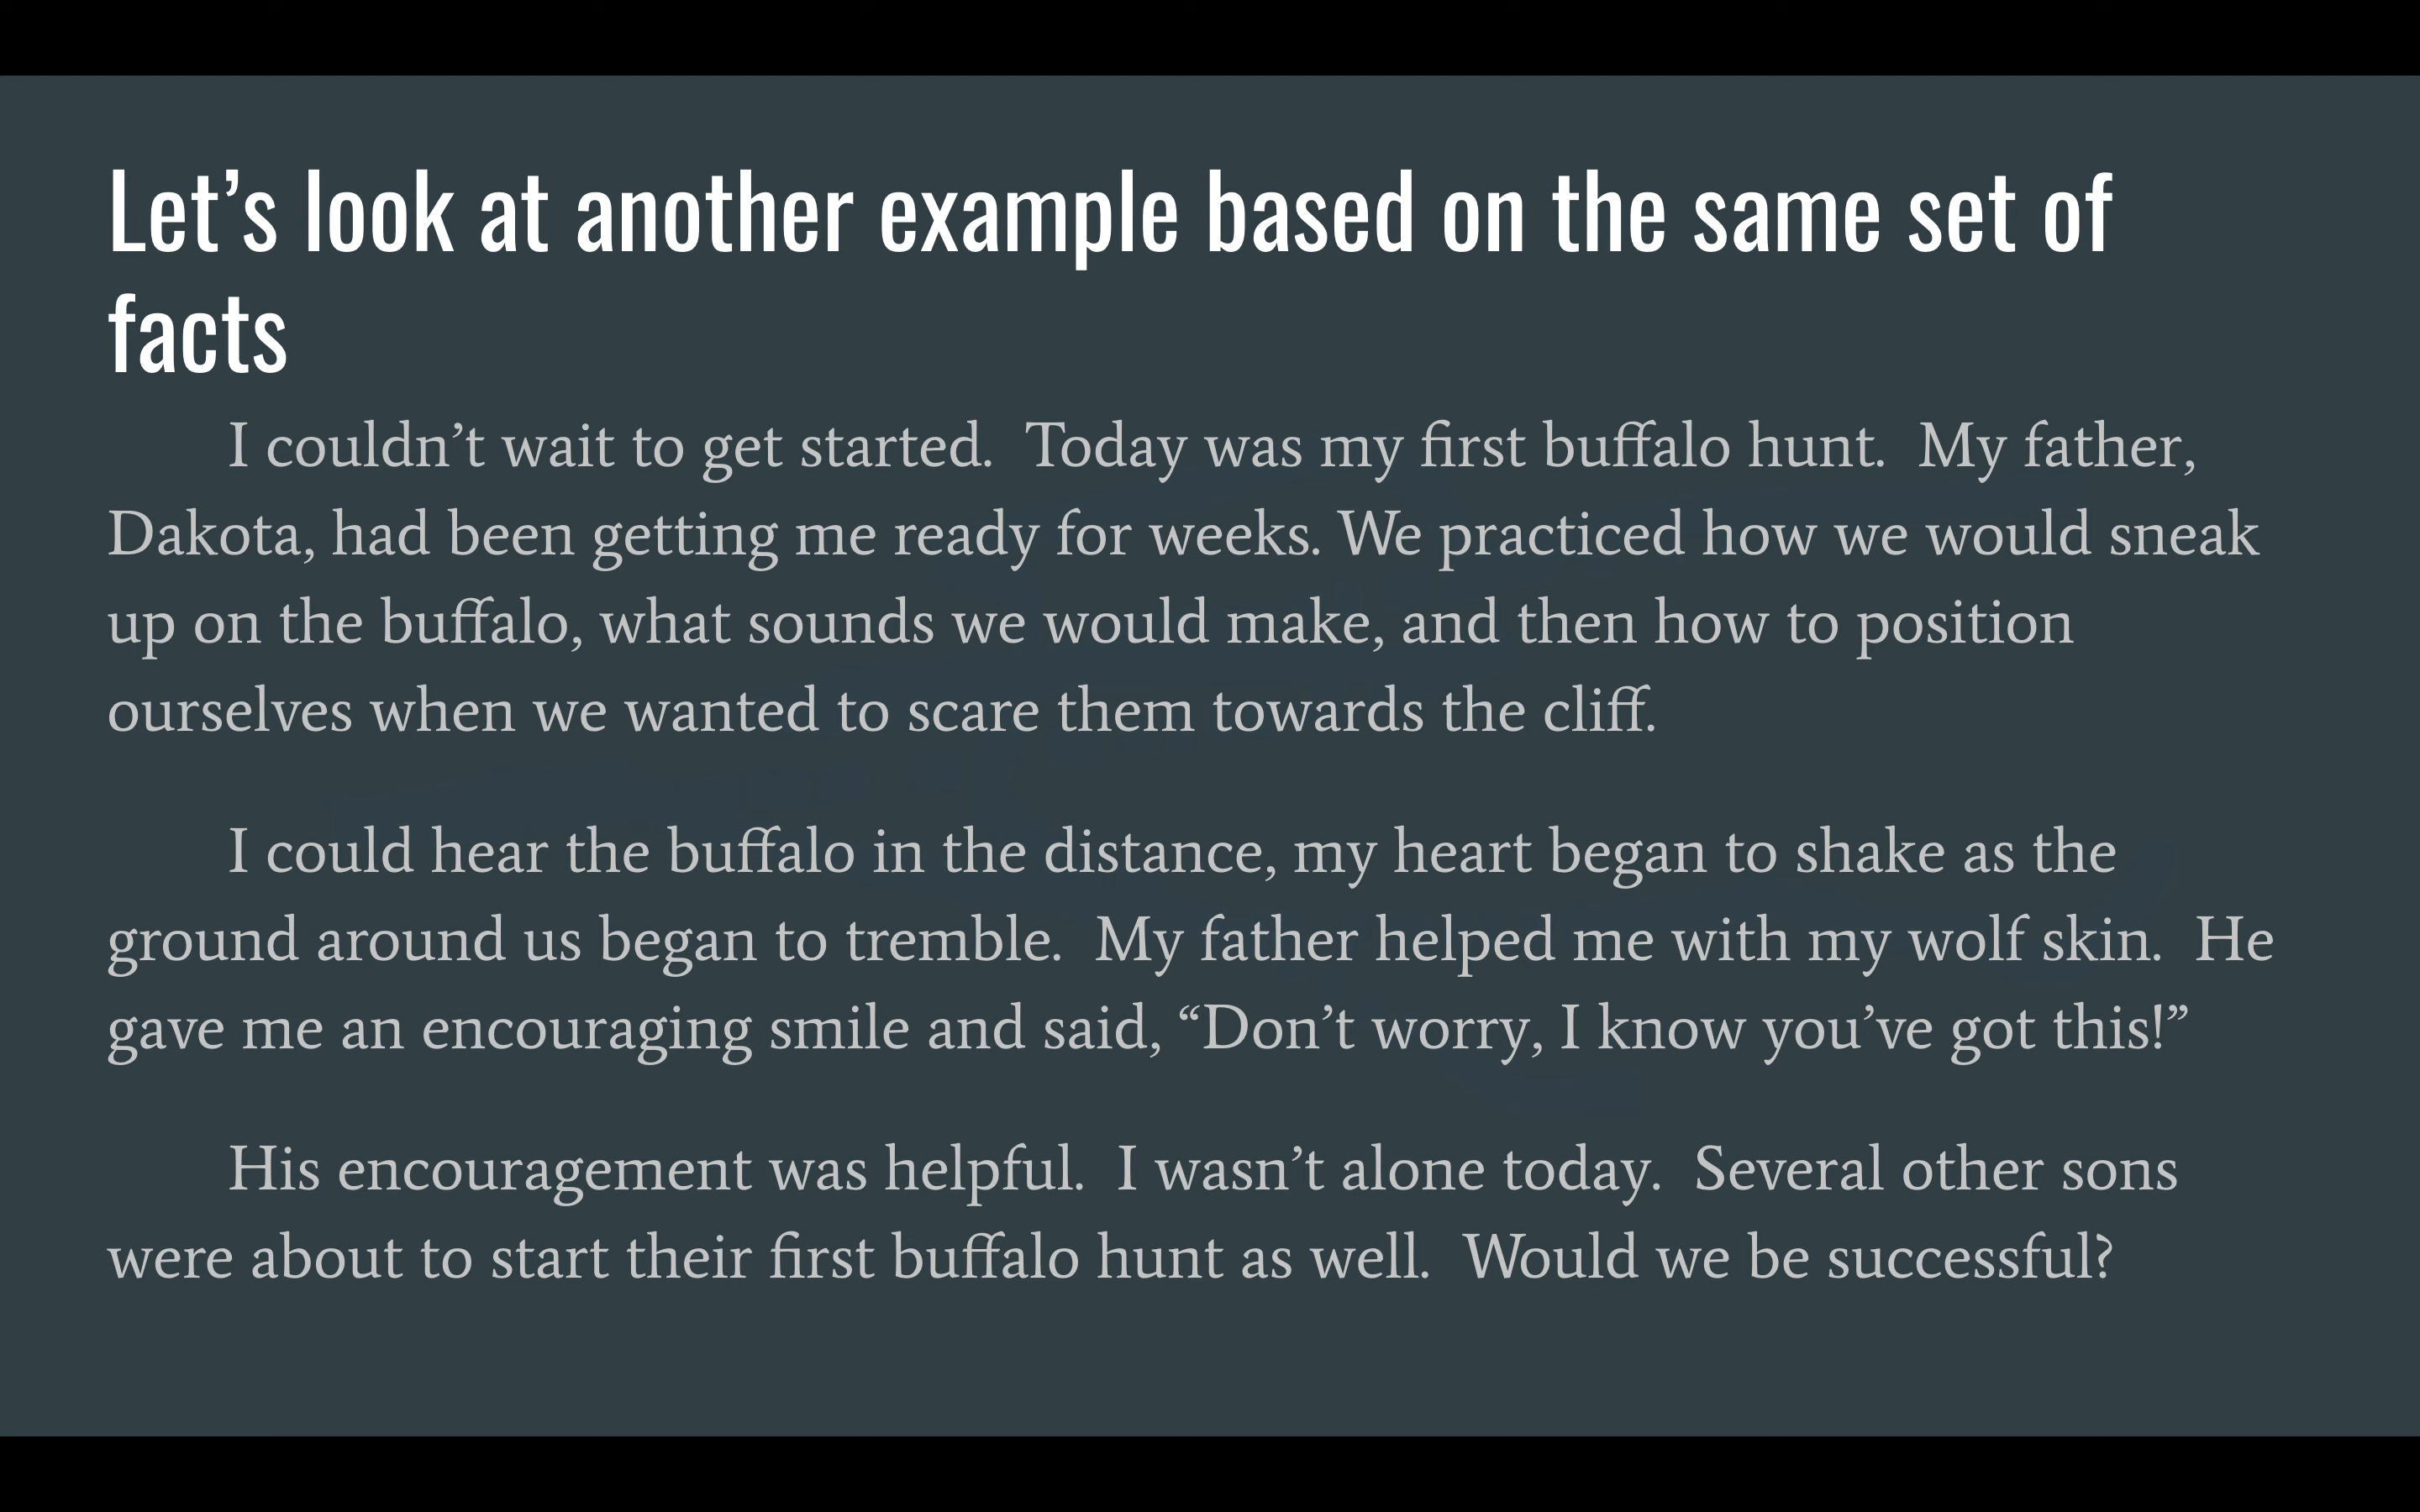 Let’s look at another example based on the same set of
facts
I couldn’t wait to get started.  Today was my first buffalo hunt.  My father,
Dakota, had been getting me ready for weeks. We practiced how we would sneak
up on the buffalo, what sounds we would make, and then how to position
ourselves when we wanted to scare them towards the cliff.
I could hear the buffalo in the distance, my heart began to shake as the
ground around us began to tremble.  My father helped me with my wolf skin.  He
gave me an encouraging smile and said, “Don’t worry, I know you’ve got this!”
His encouragement was helpful.  I wasn’t alone today.  Several other sons
were about to start their first buffalo hunt as well.  Would we be successful?